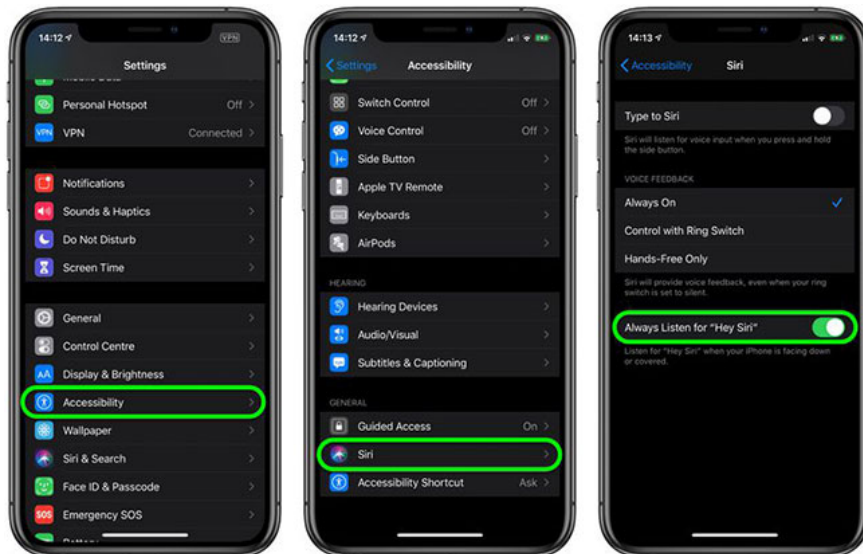 14:12
VPN
Settings
Personal Hotspot Off
VPN VPN Connected
Notifications
Sounds & Haptics
Do Not Disturb
Screen Time
General
Control Centre
AA Display & Brightness
Accessibility
Wallpaper
Siri & Search
Face ID & Passcode
SOS Emergency SOS
14:12
Settings Accessibility
Switch Control Off
Voice Control Off
Side Button
Apple TV Remote
Keyboards
AirPods
HEARING
Hearing Devices
Audio/Visual
Subtitles & Captioning
GENERAL
Guided Access On
Siri
Accessibility Shortcut Ask
14:13
Accessibility Siri
Type to Siri
Siri will listen for voice input when you press and hold
the side button.
VOICE FEEDBACK
Always On
Control with Ring Switch
Hands-Free Only
Siri will provide voice feedback, even when your ring
switch is set to silent.
Always Listen for "Hey Siri"
Listen for "Hey Siri" when your iPhone is facing down
or covered.